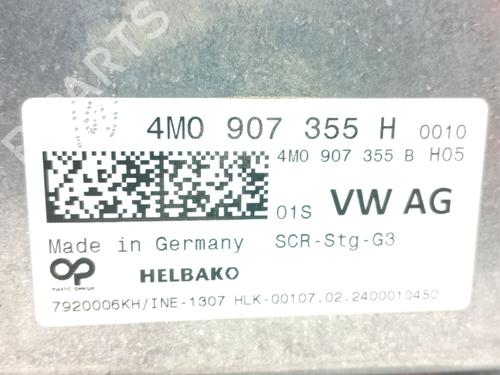 4M0 907 355 H 0010
4M0 907 355 B H05
01S VW AG
Made in Germany SCR-Stg-G3
HELBAKO
7920006KH/INE-1307 HLK-00107.02.2400010450